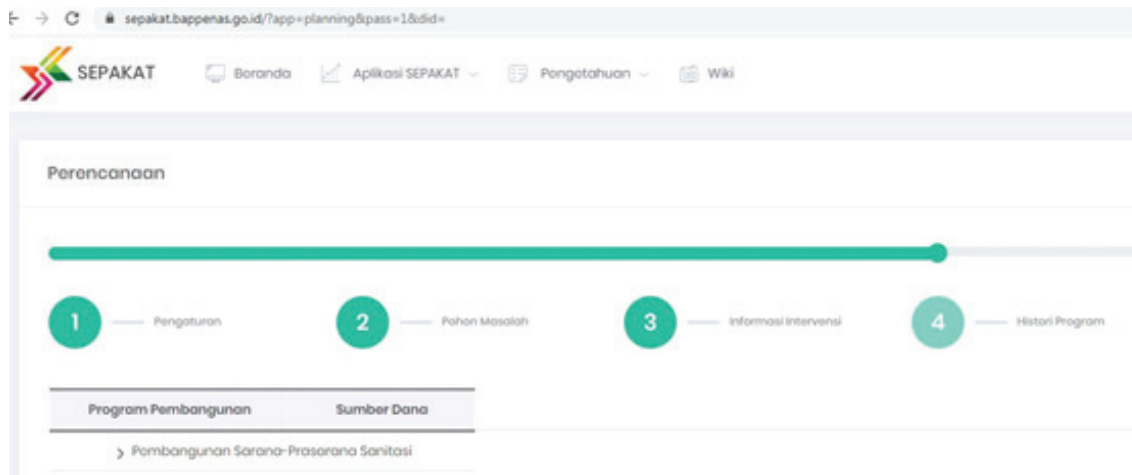 sepakat.bappenas.go.id/?app=planning&pass=1&did=
SEPAKAT Beranda Aplikasi SEPAKAT Pengetahuan Wiki
Perencanaan
1 Pengaturan 2 Pohon Masalah 3 Informasi Intervensi 4 Histori Program
Program Pembangunan Sumber Dana
> Pembangunan Sarana-Prasarana Sanitasi